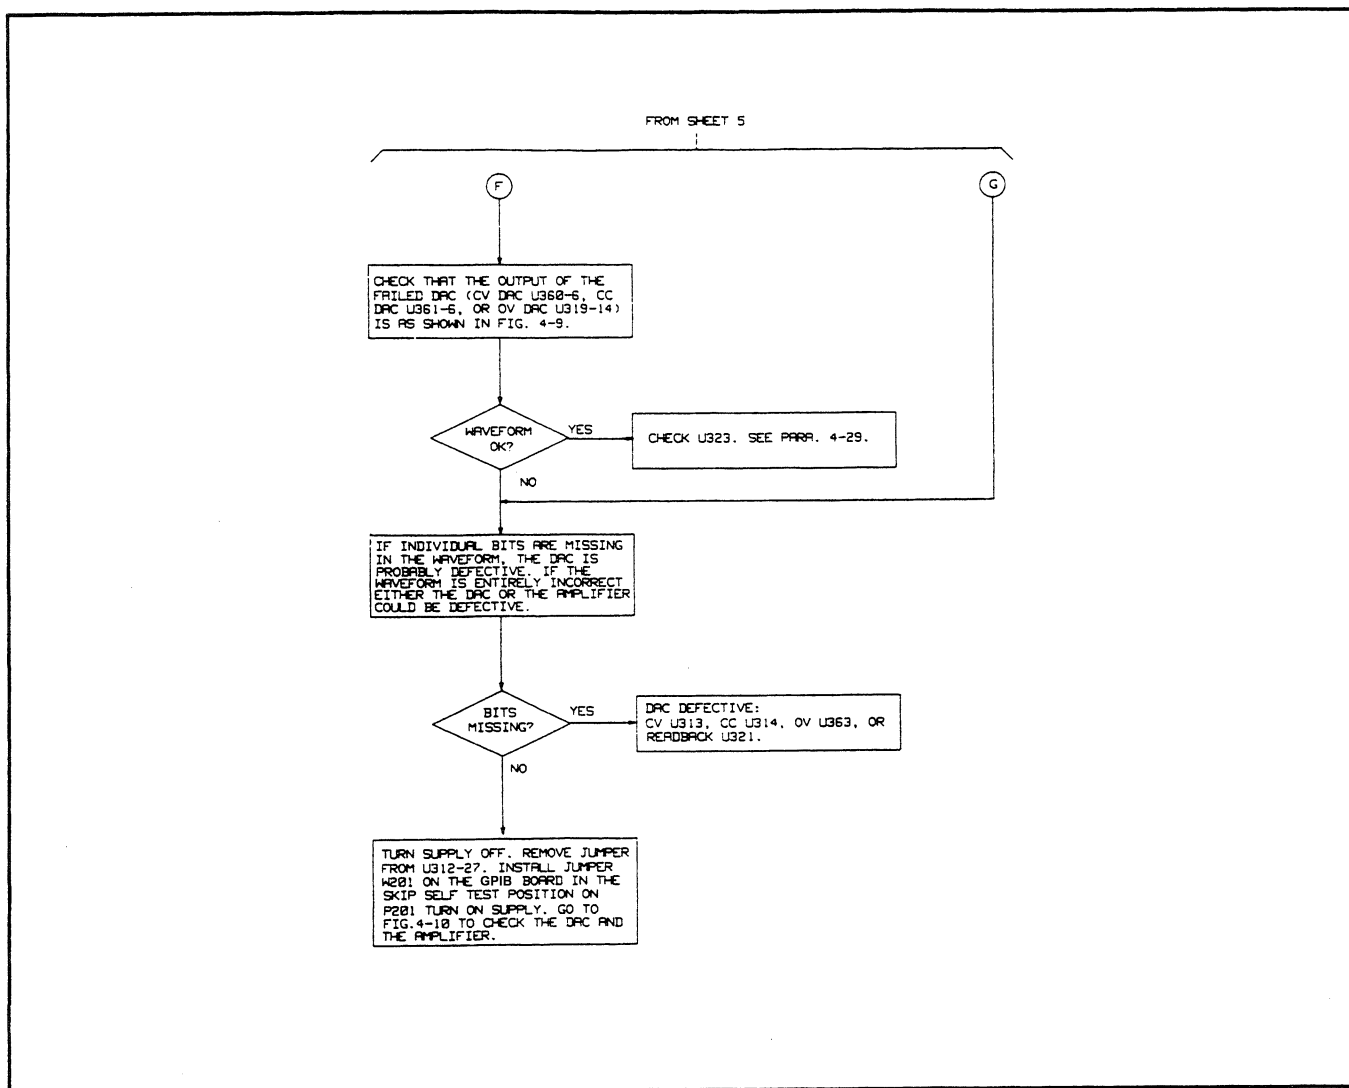 FROM SHEET 5
F
G
CHECK THAT THE OUTPUT OF THE
FAILED DAC (CV DAC U360-6, CC
DAC U361-6, OR OV DAC U319-14)
IS AS SHOWN IN FIG. 4-9.
WAVEFORM
OK?
YES
CHECK U323. SEE PARA. 4-29.
NO
IF INDIVIDUAL BITS ARE MISSING
IN THE WAVEFORM, THE DAC IS
PROBABLY DEFECTIVE. IF THE
WAVEFORM IS ENTIRELY INCORRECT
EITHER THE DAC OR THE AMPLIFIER
COULD BE DEFECTIVE.
BITS
MISSING?
YES
DAC DEFECTIVE:
CV U313, CC U314, OV U363, OR
READBACK U321.
NO
TURN SUPPLY OFF. REMOVE JUMPER
FROM U312-27. INSTALL JUMPER
W201 ON THE GPIB BOARD IN THE
SKIP SELF TEST POSITION ON
P201 TURN ON SUPPLY. GO TO
FIG.4-10 TO CHECK THE DAC AND
THE AMPLIFIER.